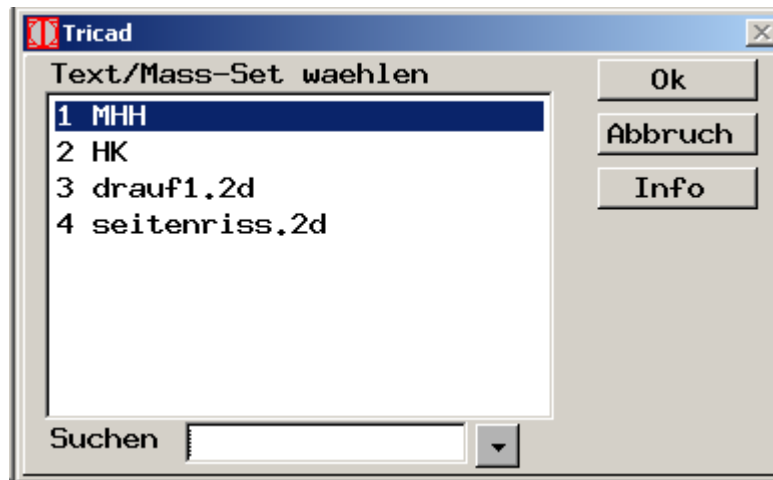 Tricad
Text/Mass-Set waehlen
1 MHH
2 HK
3 drauf1.2d
4 seitenriss.2d
Ok
Abbruch
Info
Suchen